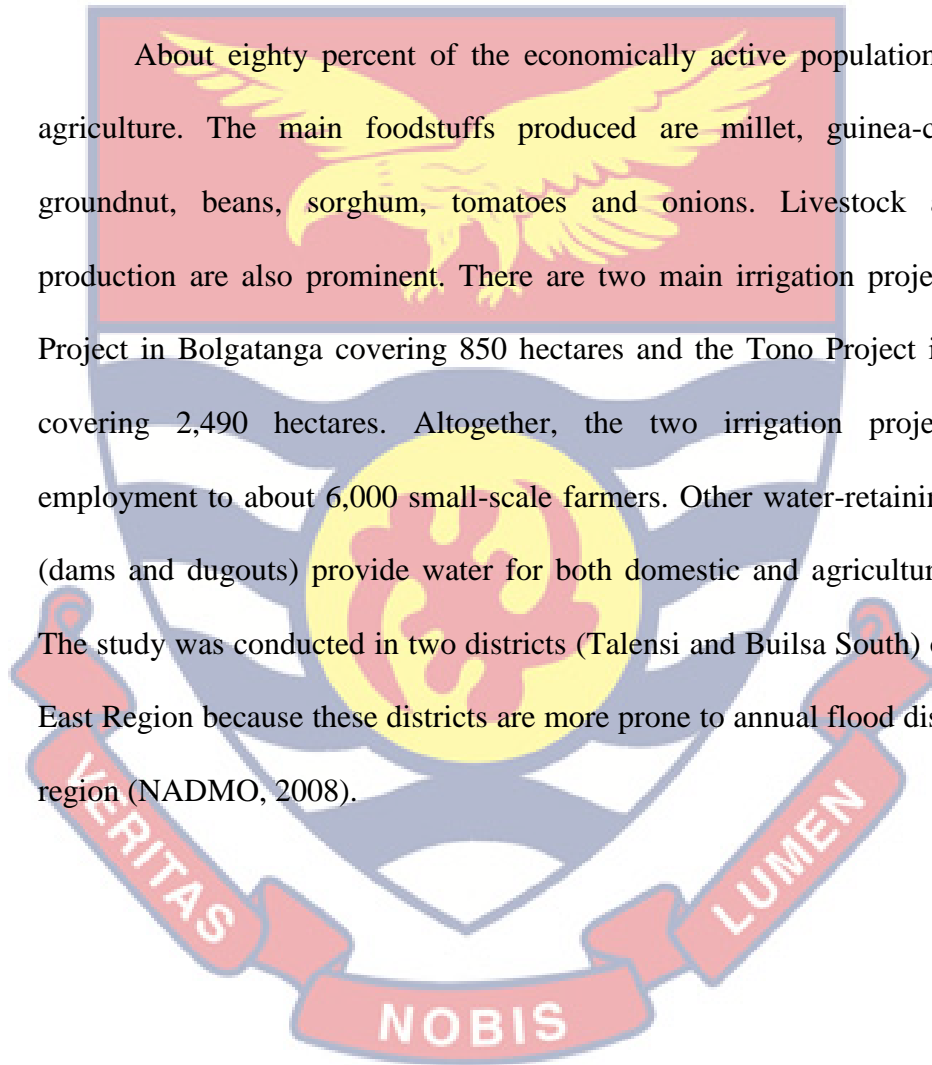 About eighty percent of the economically active population
agriculture. The main foodstuffs produced are millet, guinea-c
groundnut, beans, sorghum, tomatoes and onions. Livestock a
production are also prominent. There are two main irrigation projec
Project in Bolgatanga covering 850 hectares and the Tono Project i
covering 2,490 hectares. Altogether, the two irrigation projec
employment to about 6,000 small-scale farmers. Other water-retainin
(dams and dugouts) provide water for both domestic and agricultur
The study was conducted in two districts (Talensi and Builsa South) o
East Region because these districts are more prone to annual flood dis
region (NADMO, 2008).
VERITAS
NOBIS
LUMEN